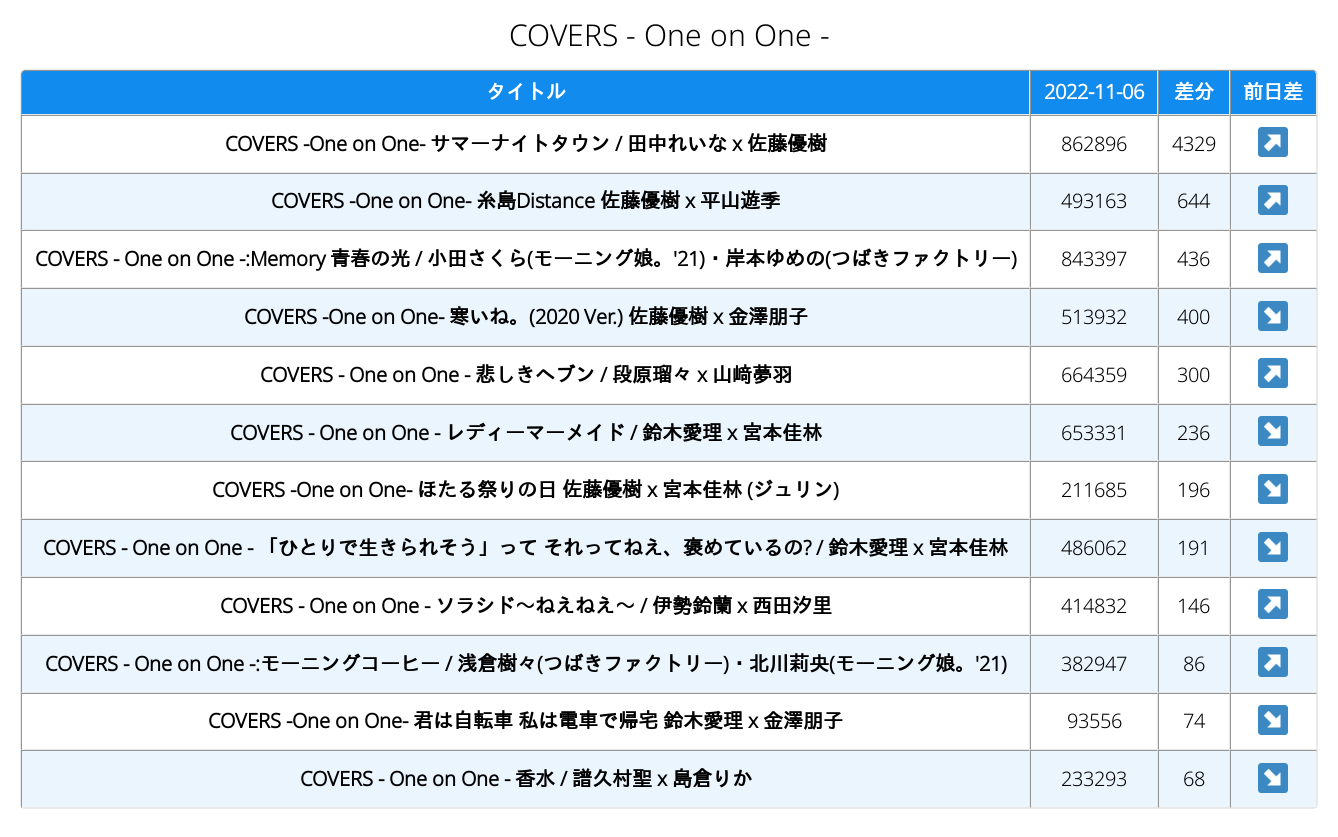 COVERS - One on One -
タイトル 2022-11-06 差分 前日差
COVERS -One on One- サマーナイトタウン / 田中れいな x 佐藤優樹 862896 4329
COVERS -One on One- 糸島Distance 佐藤優樹 x 平山遊季 493163 644
COVERS - One on One -:Memory 青春の光 / 小田さくら(モーニング娘。'21)・岸本ゆめの(つばきファクトリー) 843397 436
COVERS -One on One- 寒いね。(2020 Ver.) 佐藤優樹 x 金澤朋子 513932 400
COVERS - One on One - 悲しきヘブン / 段原瑠々 x 山﨑夢羽 664359 300
COVERS - One on One - レディーマーメイド / 鈴木愛理 x 宮本佳林 653331 236
COVERS -One on One- ほたる祭りの日 佐藤優樹 x 宮本佳林 (ジュリン) 211685 196
COVERS - One on One - 「ひとりで生きられそう」って それってねえ、褒めているの? / 鈴木愛理 x 宮本佳林 486062 191
COVERS - One on One - ソラシド〜ねえねえ〜 / 伊勢鈴蘭 x 西田汐里 414832 146
COVERS - One on One -:モーニングコーヒー / 浅倉樹々(つばきファクトリー)・北川莉央(モーニング娘。'21) 382947 86
COVERS -One on One- 君は自転車 私は電車で帰宅 鈴木愛理 x 金澤朋子 93556 74
COVERS - One on One - 香水 / 譜久村聖 x 島倉りか 233293 68